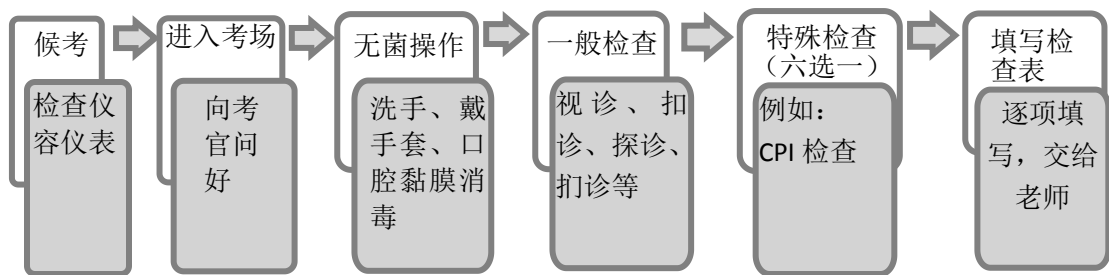 候考
检查仪
容仪表
进入考场
向考
官问
好
无菌操作
洗手、戴
手套、口
腔黏膜消
毒
一般检查
视诊、扣
诊、探诊、
扪诊等
特殊检查
（六选一）
例如：
CPI 检查
填写检
查表
逐项填
写，交给
老师